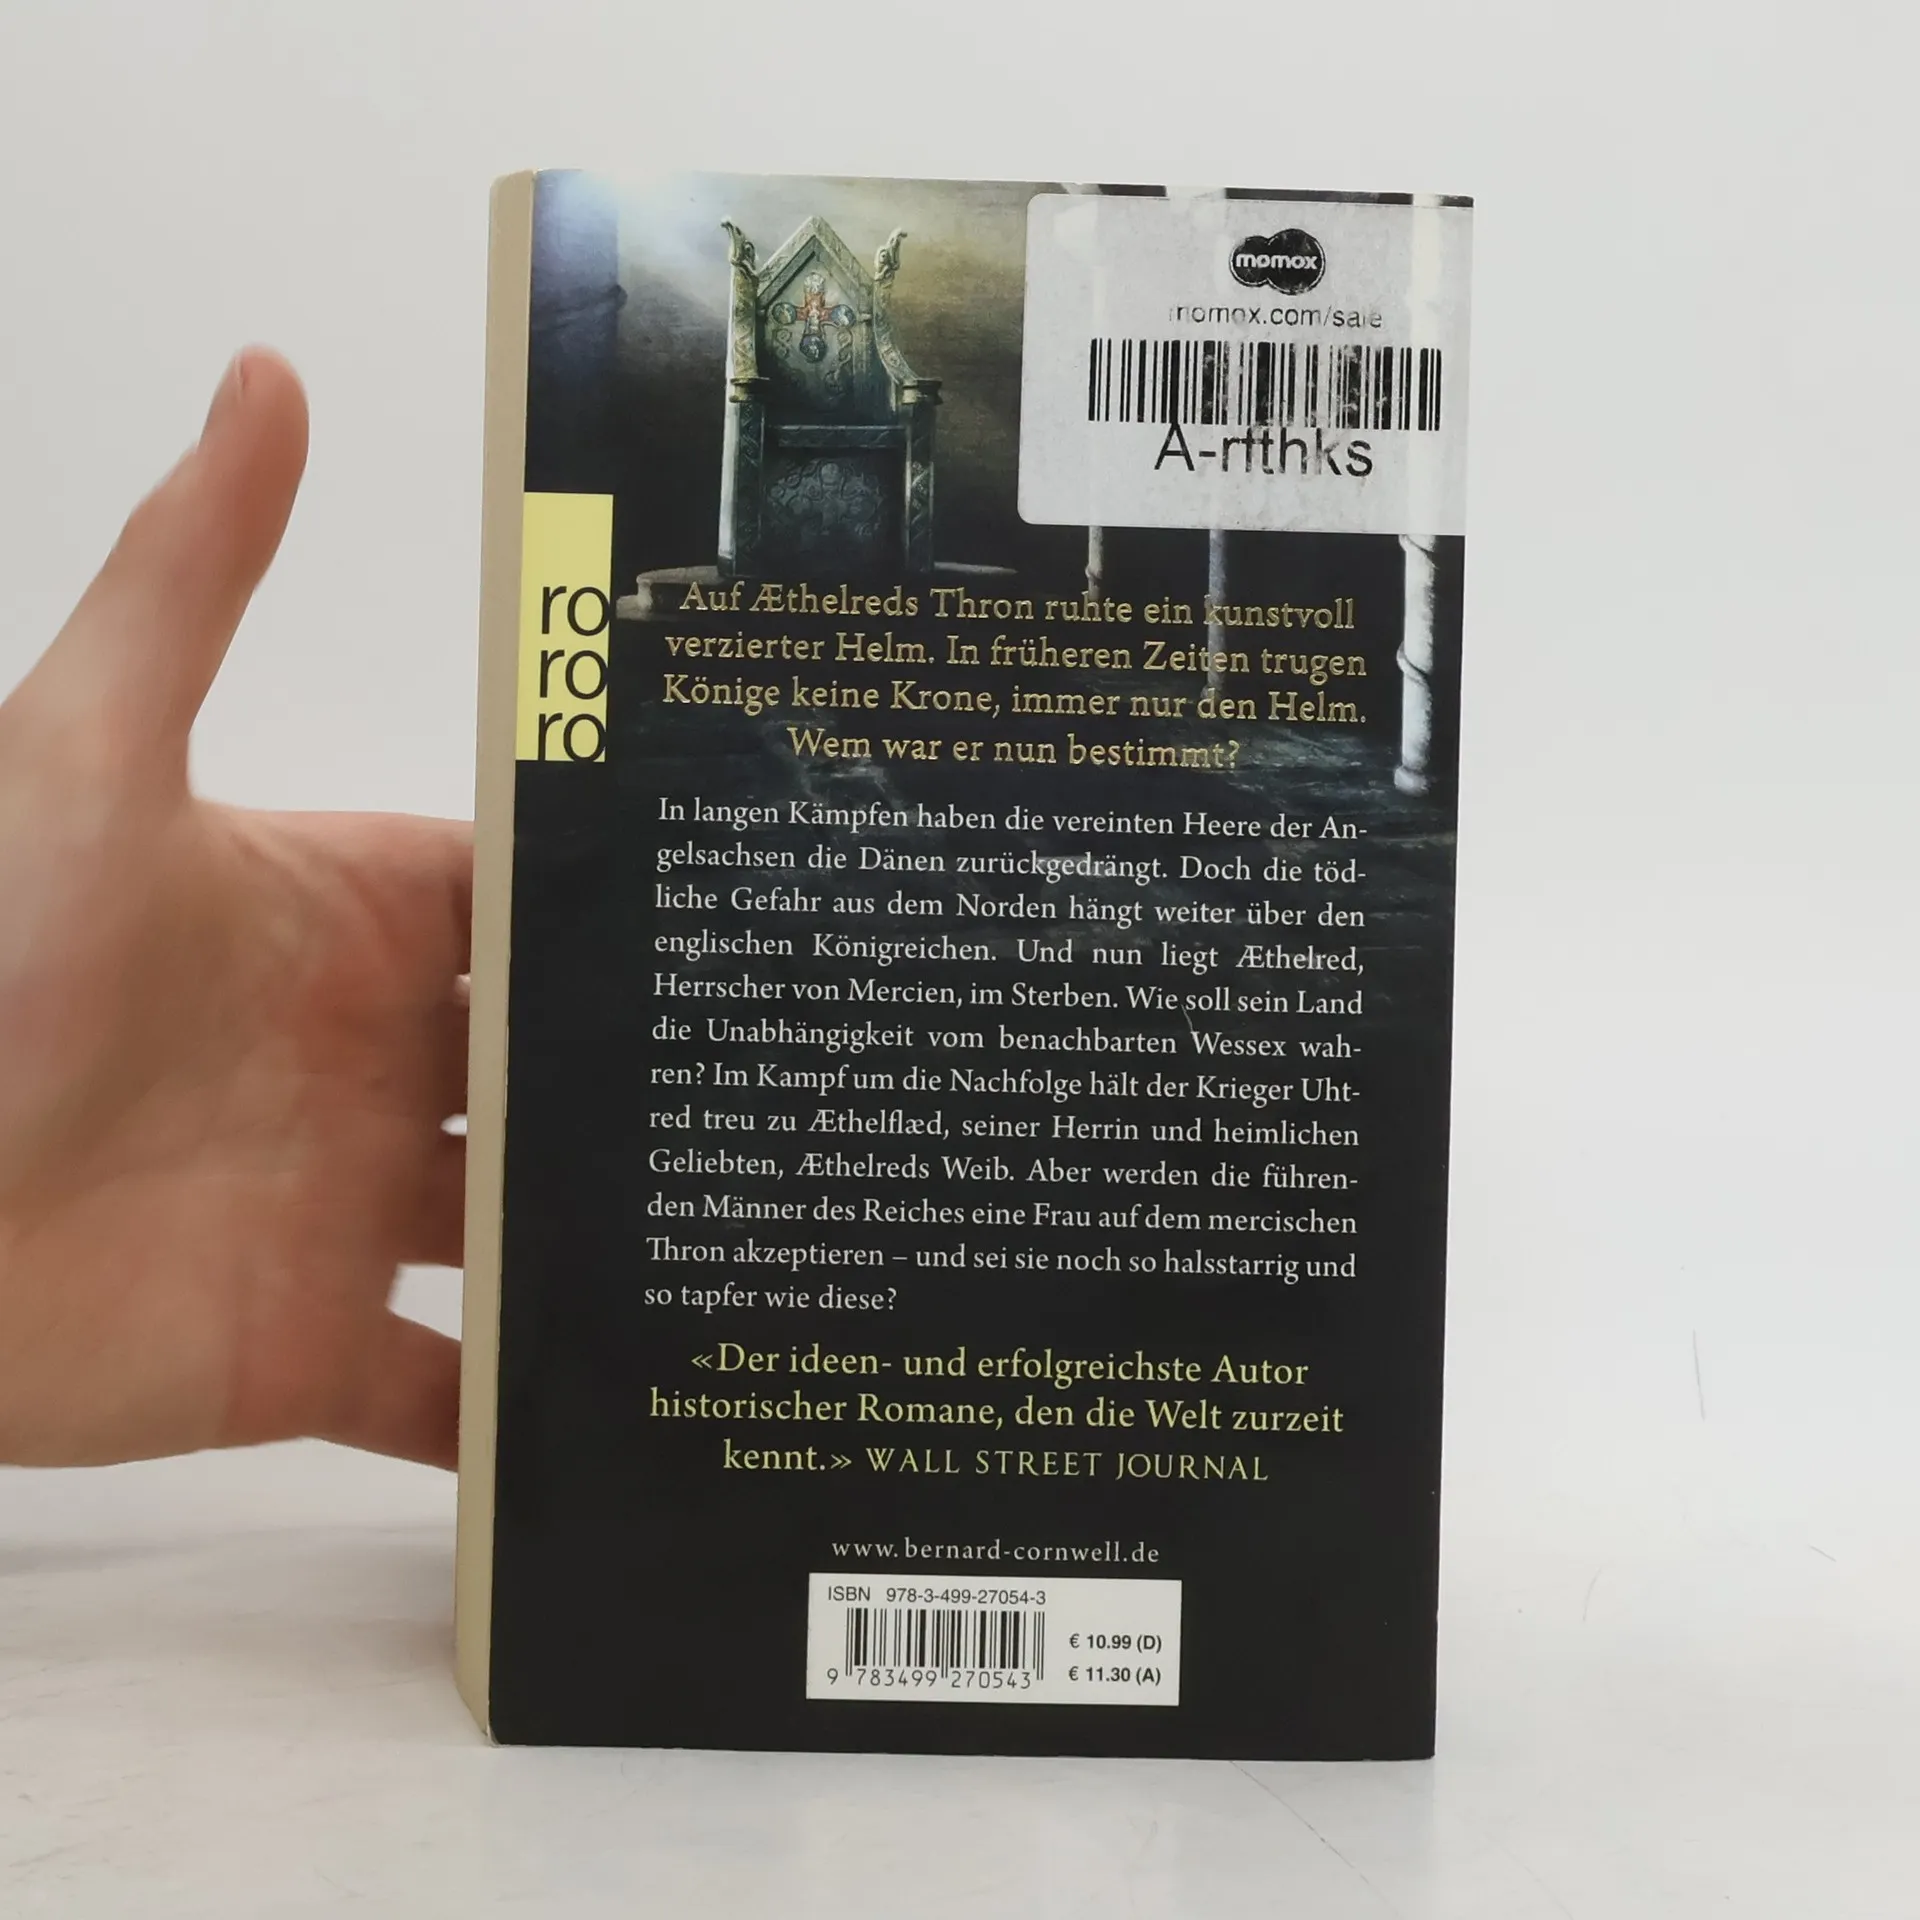 momox
momox.com/sale
A-rfthks
ro
ro
ro
Auf Æthelreds Thron ruhte ein kunstvoll
verzierter Helm. In früheren Zeiten trugen
Könige keine Krone, immer nur den Helm.
Wem war er nun bestimmt?
In langen Kämpfen haben die vereinten Heere der An-
gelsachsen die Dänen zurückgedrängt. Doch die töd-
liche Gefahr aus dem Norden hängt weiter über den
englischen Königreichen. Und nun liegt Æthelred,
Herrscher von Mercien, im Sterben. Wie soll sein Land
die Unabhängigkeit vom benachbarten Wessex wah-
ren? Im Kampf um die Nachfolge hält der Krieger Uht-
red treu zu Æthelflæd, seiner Herrin und heimlichen
Geliebten, Æthelreds Weib. Aber werden die führen-
den Männer des Reiches eine Frau auf dem mercischen
Thron akzeptieren – und sei sie noch so halsstarrig und
so tapfer wie diese?
«Der ideen- und erfolgreichste Autor
historischer Romane, den die Welt zurzeit
kennt.» WALL STREET JOURNAL
www.bernard-cornwell.de
ISBN 978-3-499-27054-3
€ 10.99 (D)
€ 11.30 (A)
9 783499 270543